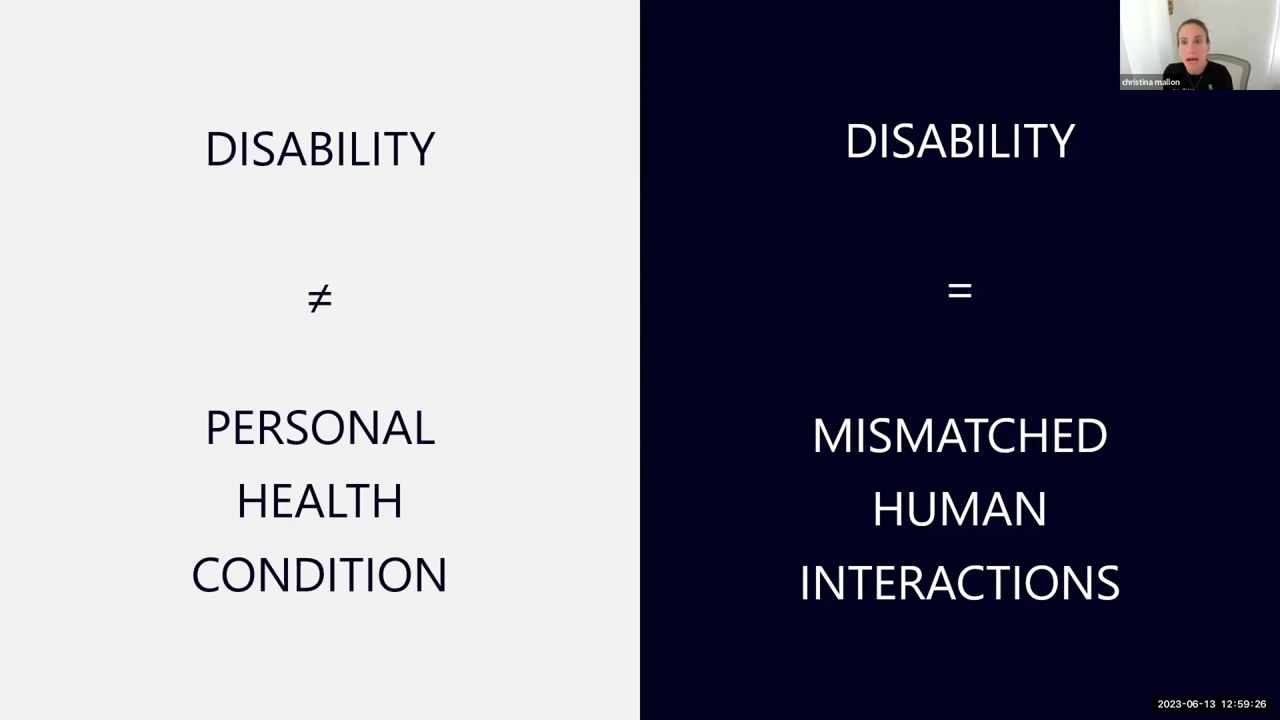 DISABILITY
≠
PERSONAL
HEALTH
CONDITION
DISABILITY
=
MISMATCHED
HUMAN
INTERACTIONS
christina mallon
2023-06-13 12:59:26